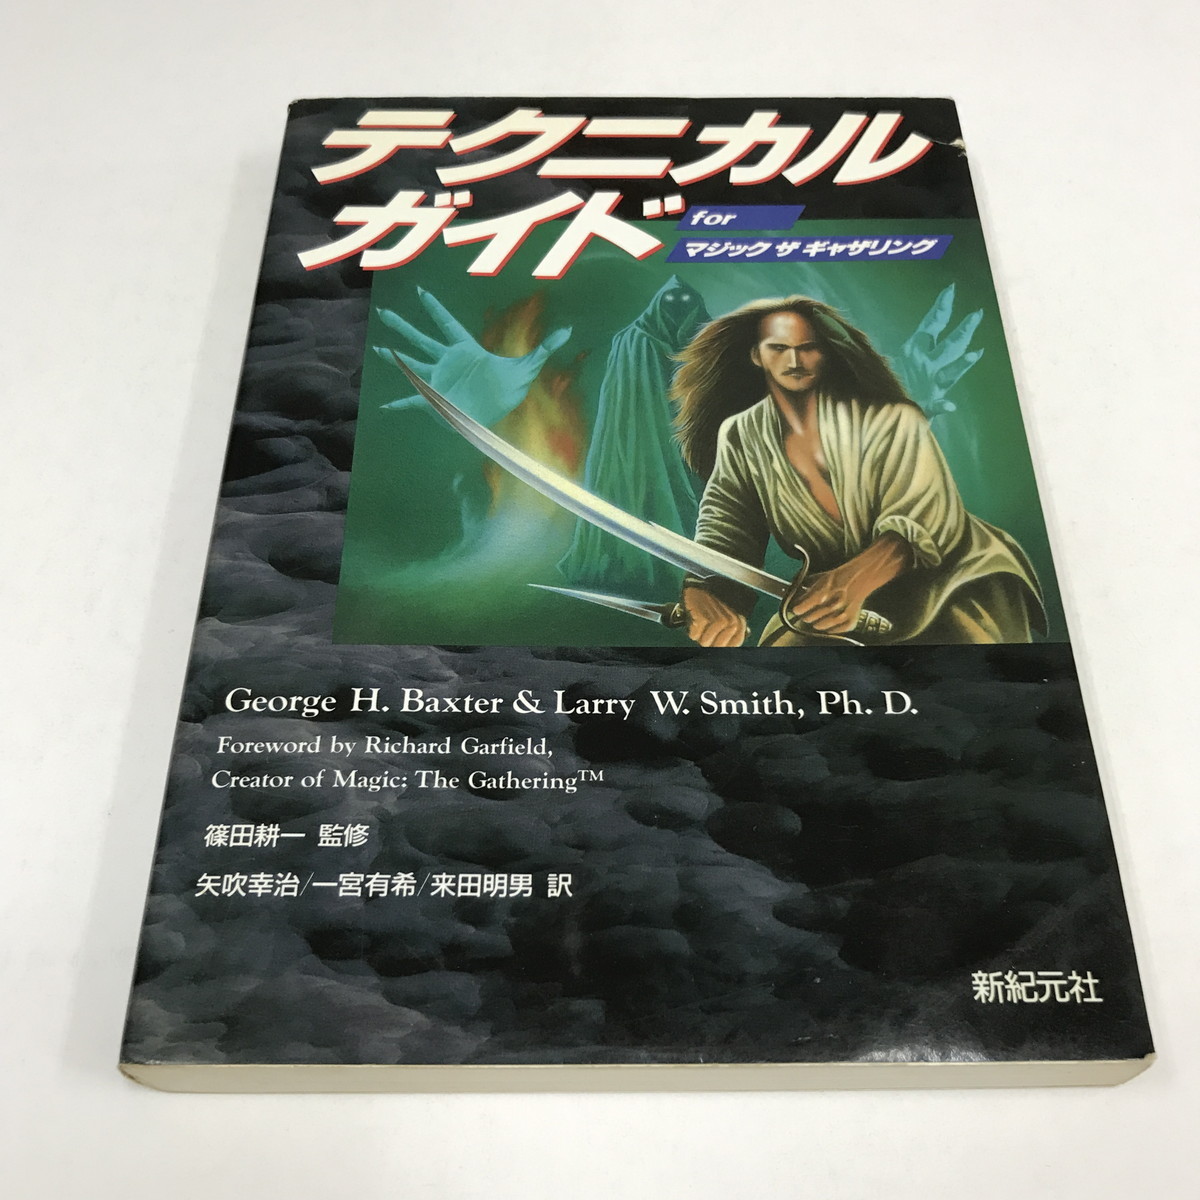 テクニカル
ガイド
for
マジック ザ ギャザリング
George H. Baxter & Larry W. Smith, Ph. D.
Foreword by Richard Garfield,
Creator of Magic: The Gathering™
篠田耕一 監修
矢吹幸治/一宮有希/来田明男 訳
新紀元社